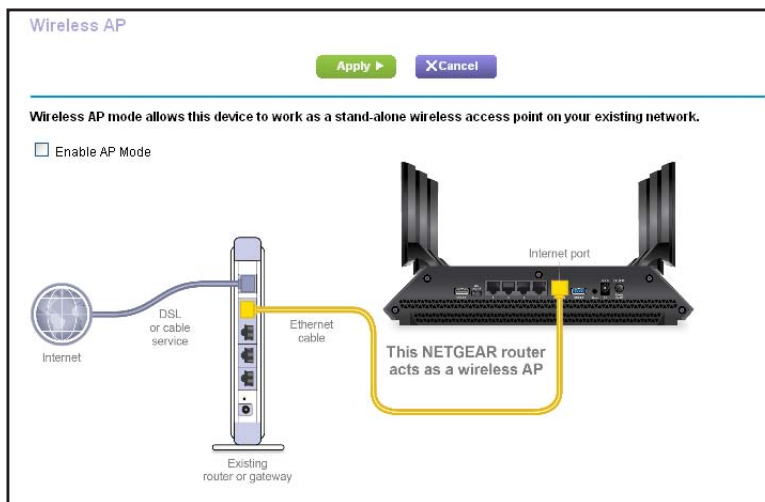 Wireless AP
Apply
Cancel
Wireless AP mode allows this device to work as a stand-alone wireless access point on your existing network.
Enable AP Mode
Internet port
DSL
or cable
service
Ethernet
cable
Internet
This NETGEAR router
acts as a wireless AP
Existing
router or gateway